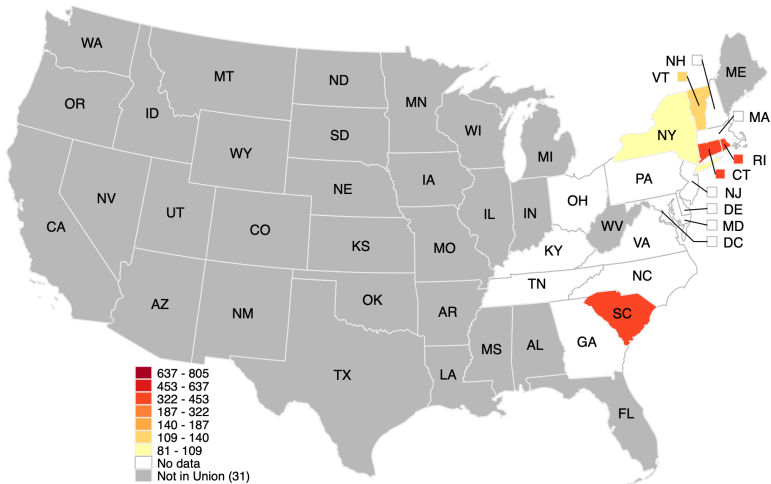 WA
MT
ND
MN
NH
ME
VT
OR
ID
SD
WI
MA
NY
WY
MI
RI
CT
NV
UT
NE
IA
PA
NJ
CA
CO
IL
IN
OH
DE
WV
MD
KS
MO
VA
DC
KY
AZ
NM
OK
AR
TN
NC
SC
MS
AL
GA
TX
LA
FL
637 - 805
453 - 637
322 - 453
187 - 322
140 - 187
109 - 140
81 - 109
No data
Not in Union (31)